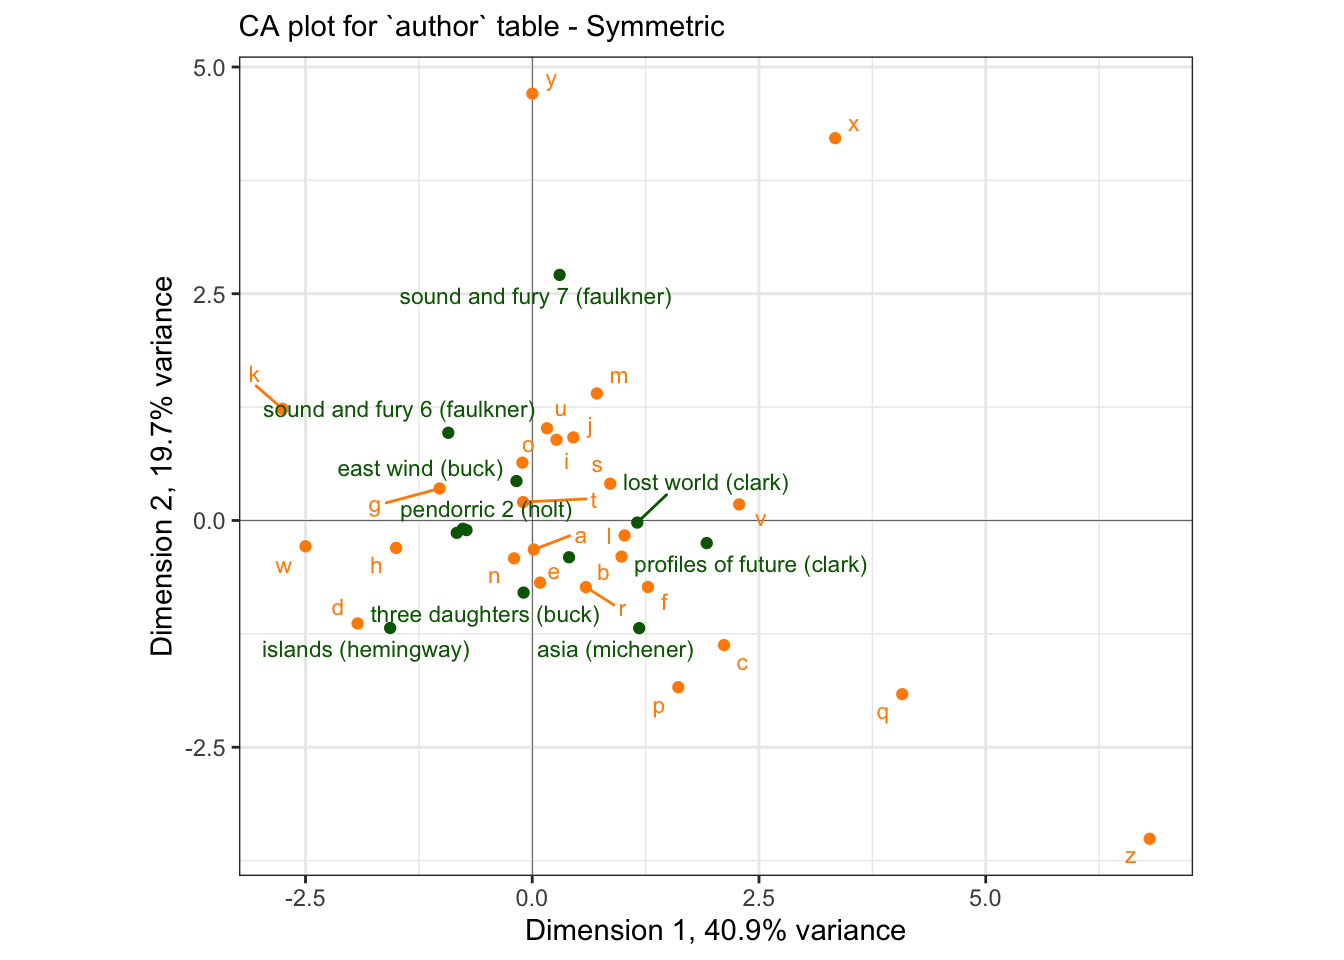 CA plot for `author` table - Symmetric
5.0
y
x
2.5
sound and fury 7 (faulkner)
k
m
sound and fury 6 (faulkner)
u
j
o
i
s
east wind (buck)
lost world (clark)
g
t
pendorric 2 (holt)
v
0.0
a
l
w
h
n
e
b
profiles of future (clark)
d
three daughters (buck)
r
f
islands (hemingway)
asia (michener)
c
p
q
-2.5
z
-2.5
0.0
2.5
5.0
Dimension 1, 40.9% variance
Dimension 2, 19.7% variance